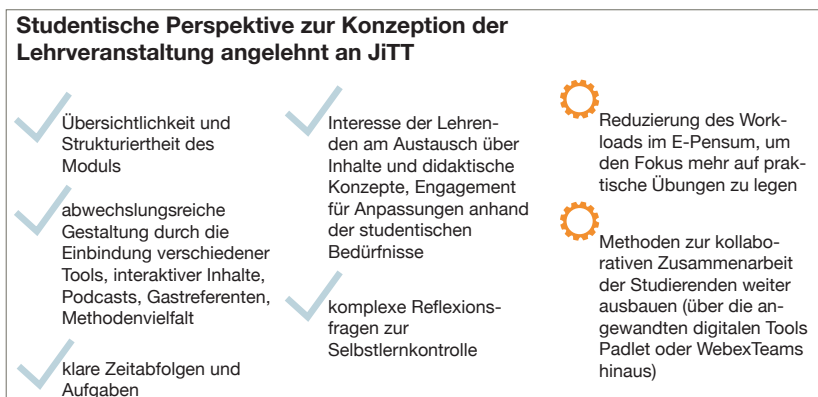 Studentische Perspektive zur Konzeption der
Lehrveranstaltung angelehnt an JiTT
Übersichtlichkeit und
Strukturiertheit des
Moduls
abwechslungsreiche
Gestaltung durch die
Einbindung verschiedener
Tools, interaktiver Inhalte,
Podcasts, Gastreferenten,
Methodenvielfalt
klare Zeitabfolgen und
Aufgaben
Interesse der Lehren-
den am Austausch über
Inhalte und didaktische
Konzepte, Engagement
für Anpassungen anhand
der studentischen
Bedürfnisse
komplexe Reflexions-
fragen zur
Selbstlernkontrolle
Reduzierung des Work-
loads im E-Pensum, um
den Fokus mehr auf prak-
tische Übungen zu legen
Methoden zur kollabo-
rativen Zusammenarbeit
der Studierenden weiter
ausbauen (über die an-
gewandten digitalen Tools
Padlet oder WebexTeams
hinaus)